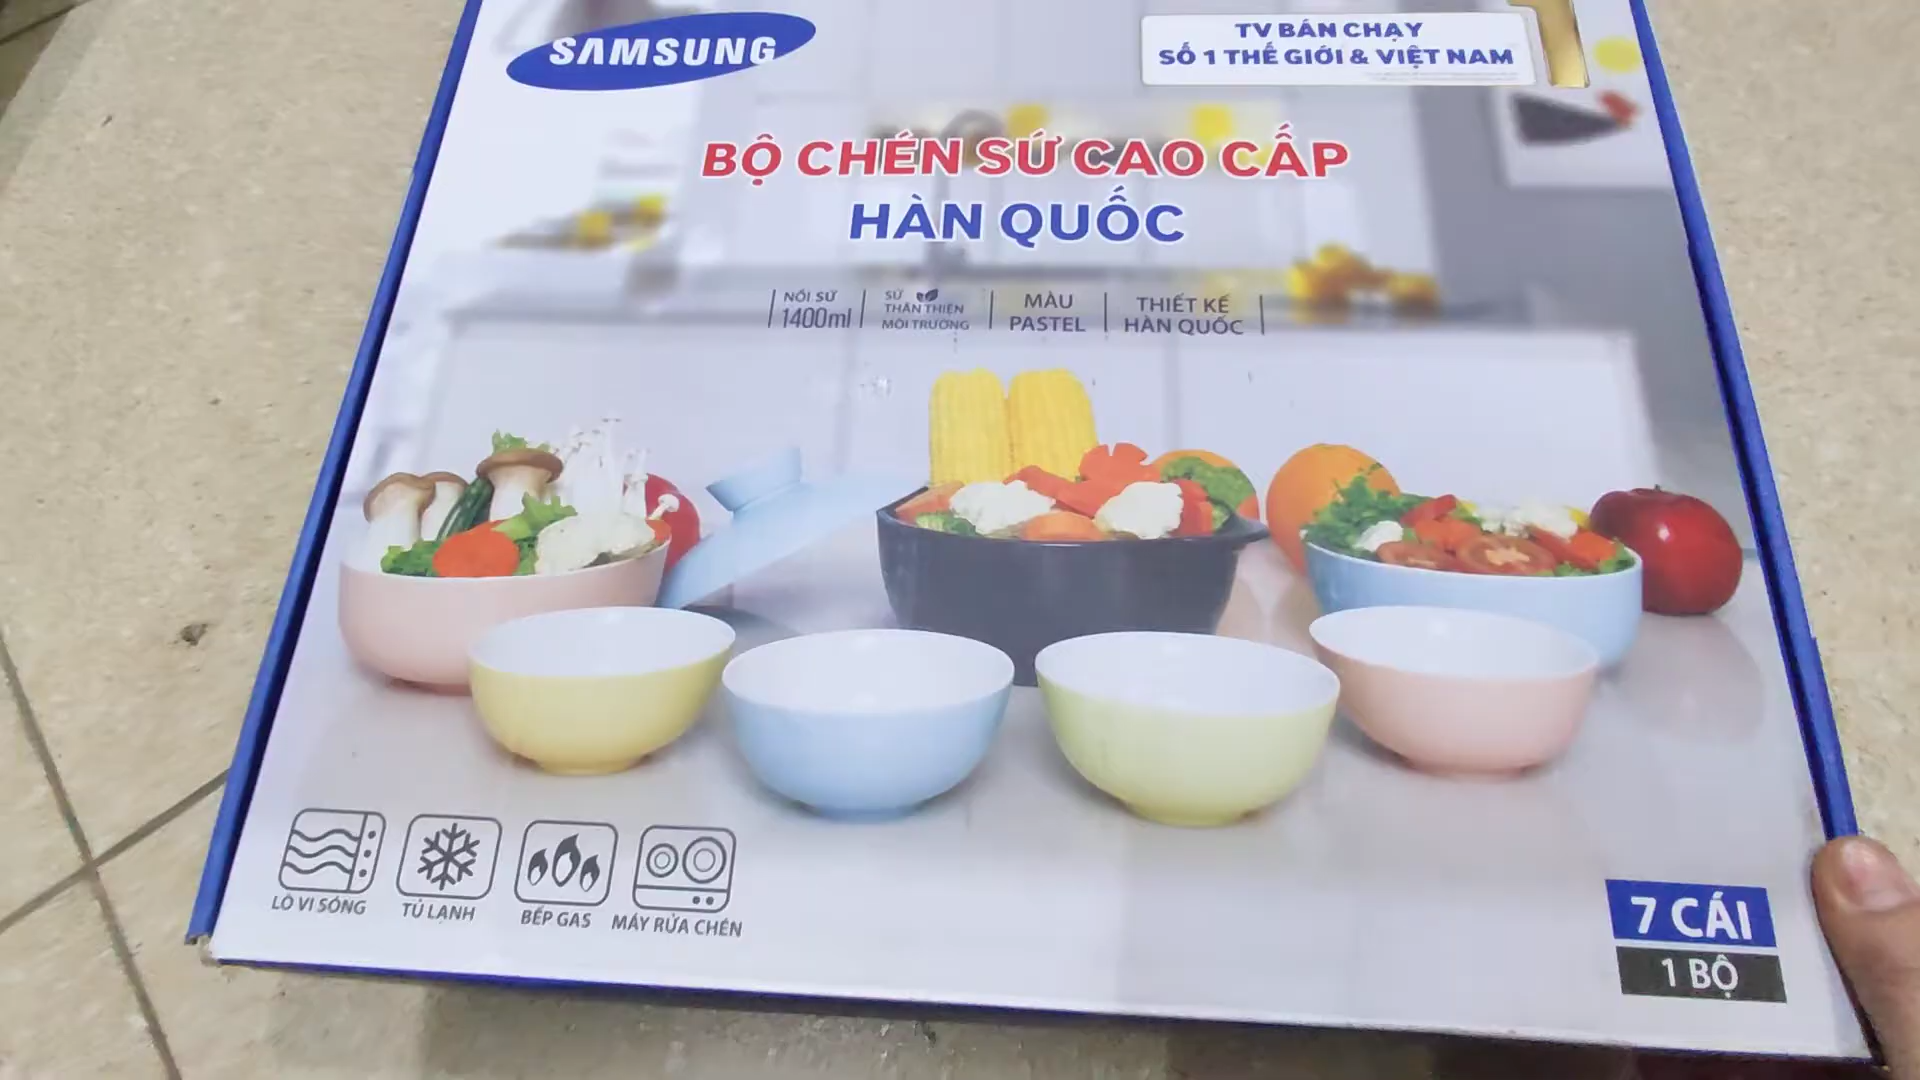 SAMSUNG
TV BÁN CHẠY
SỐ 1 THẾ GIỚI & VIỆT NAM
1
BỘ CHÉN SỨ CAO CẤP
HÀN QUỐC
NỒI SỨ
1400ml
SỨ
THÂN THIỆN
MÔI TRƯỜNG
MÀU
PASTEL
THIẾT KẾ
HÀN QUỐC
LÒ VI SÓNG
TỦ LẠNH
BẾP GAS
MÁY RỬA CHÉN
7 CÁI
1 BỘ